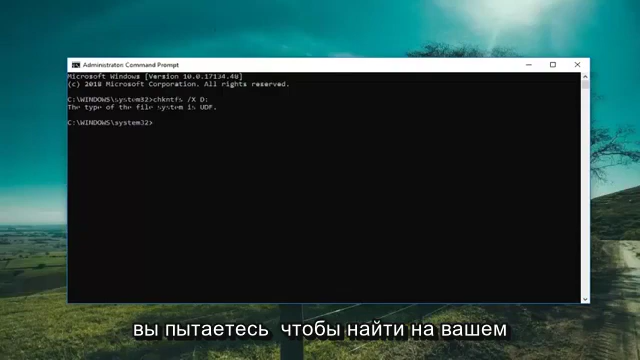 Administrator: Command Prompt
Microsoft Windows [Version 10.0.17134.48]
(c) 2018 Microsoft Corporation. All rights reserved.
C:\WINDOWS\system32>chkntfs /X D:
The type of the file system is UDF.
C:\WINDOWS\system32>
вы пытаетесь чтобы найти на вашем